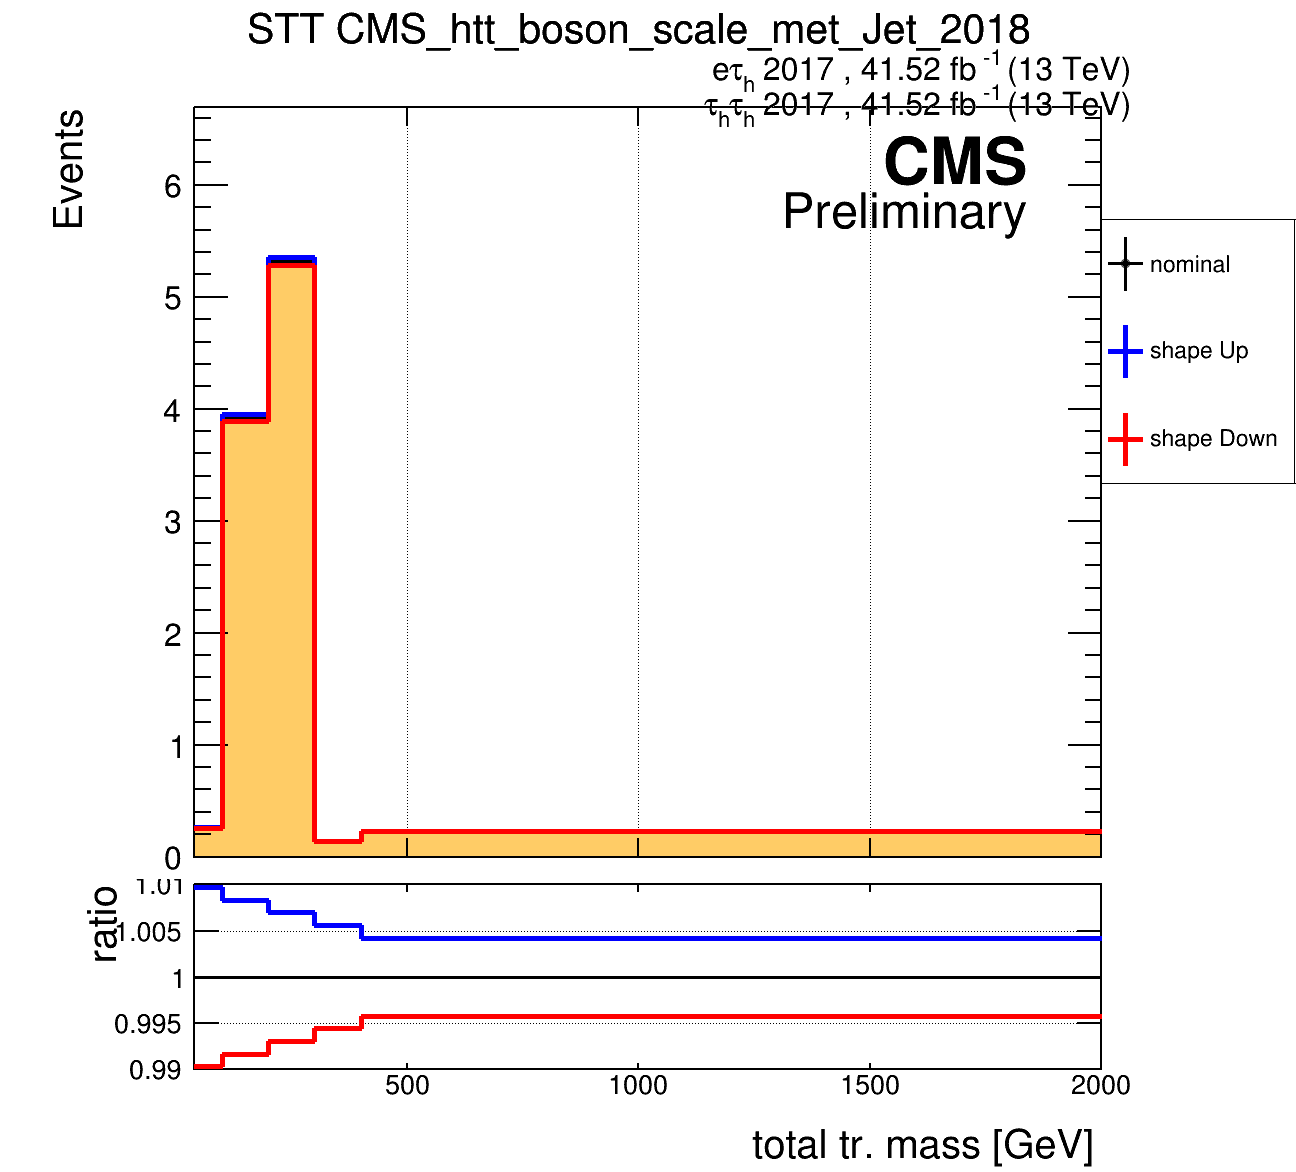 STT CMS_htt_boson_scale_met_Jet_2018
eτh 2017 , 41.52 fb-1 (13 TeV)
τhτh 2017 , 41.52 fb-1 (13 TeV)
CMS
Preliminary
Events
6
5
4
3
2
1
0
nominal
shape Up
shape Down
ratio
1.01
1.005
1
0.995
0.99
500
1000
1500
2000
total tr. mass [GeV]